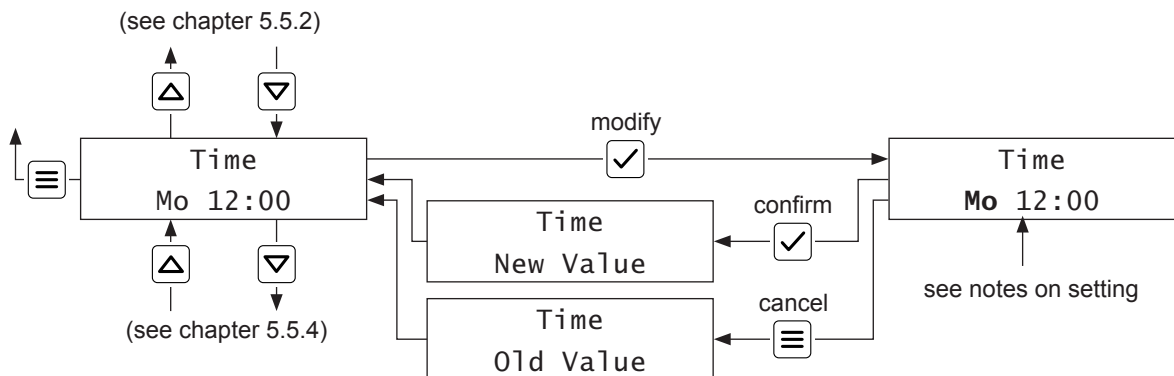 (see chapter 5.5.2)
modify
Time
Mo 12:00
Time
Mo 12:00
confirm
Time
New Value
see notes on setting
cancel
Time
Old Value
(see chapter 5.5.4)